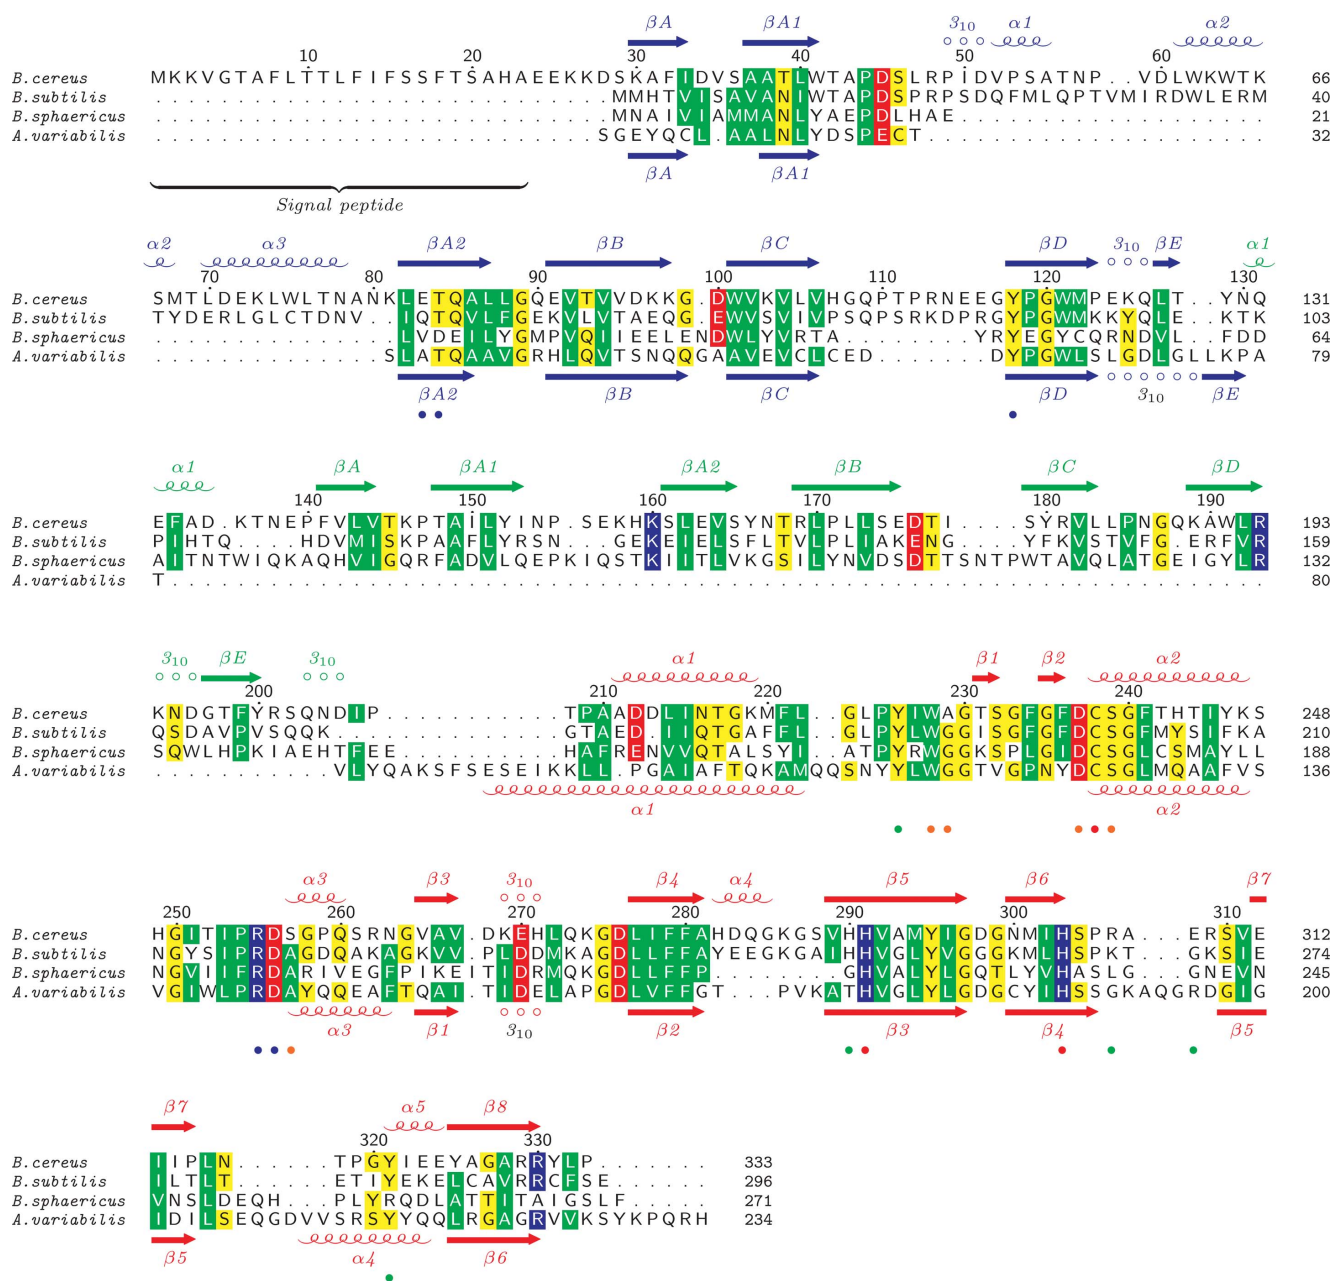 βA βA1 3₁₀ α1 α2
10 20 30 40 50 60
B.cereus MKKVGTAFLTTLFIFSSFTSAHAEEKKDSKAFIDVSAATLWTAPDSLRPIDVPSATNP..VDLWKWTK 66
B.subtilis ............................MMHTVISAVANIWTAPDSPRPSDQFMLQPTVMIRDWLERM 40
B.sphaericus ............................MNAIVIAMMANLYAEPDLHAE................... 21
A.variabilis ...........................SGEYQCL.AALNLYDSPECT..................... 32
βA βA1
Signal peptide
α2 α3 βA2 βB βC βD 3₁₀ βE α1
70 80 90 100 110 120 130
B.cereus SMTLDEKLWLTNANKLETQALLGQEVTVVDKKG.DWVKVLVHGQPTPRNEEGYPGWMPEKQLT..YNQ 131
B.subtilis TYDERLGLCTDNV..IQTQVLFGEKVLVTAEQG.EWVSVIVPSQPSRKDPRGYPGWMKKYQLE..KTK 103
B.sphaericus ...............LVDEILYGMPVQIIEELENDWLYVRTA.........YRYEGYCQRNDVL..FDD 64
A.variabilis ..............SLATQAAVGRHLQVTSNQQGAAVEVCLCED.......DYPGWLSLGDLGLLKPA 79
βA2 βB βC βD 3₁₀ βE
α1 βA βA1 βA2 βB βC βD
140 150 160 170 180 190
B.cereus EFAD.KTNEPFVLVTKPTAILYINP.SEKHKSLEVSYNTRLPLLSEDTI....SYRVLLPNGQKAWLR 193
B.subtilis PIHTQ....HDVMISKPAAFLYRSN...GEKEIELSFLTVLPLIAKENG....YFKVSTVFG.ERFVR 159
B.sphaericus AITNTWIQKAQHVIGQRFADVLQEPKIQSTKIITLVKGSILYNVDSDTTSNTPWTAVQLATGEIGYLR 132
A.variabilis T................................................................... 80
3₁₀ βE 3₁₀ α1 β1 β2 α2
200 210 220 230 240
B.cereus KNDGTFYRSQNDIP...........TPAADDLINTGKMFL..GLPYIWAGTSGFGFDCSGFTHTIYKS 248
B.subtilis QSDAVPVSQQK..............GTAEDLINTGAFFL..GLPYLWGGISGFGFDCSGFMYSIFKA 210
B.sphaericus SQWLHPKIAEHTFEE..........HAFRENVVQTALSYI..ATPYRWGGKSPLGIDCSGLCSMAYLL 188
A.variabilis ...........VLYQAKSFSESEIKKLL.PGAIAFTQKAMQQSNYYLWGGTVGPNYDCSGLMQAAFVS 136
α1 α2
α3 β3 3₁₀ β4 α4 β5 β6 β7
250 260 270 280 290 300 310
B.cereus HGITIPRDSGPQSRNGVAV.DKEHLQKGDLIFFAHDQGKGSVHHVAMYIGDGNMIHSPRA...ERSVE 312
B.subtilis NGYSIPRDAGDQAKAGKVV.PLDDMKAGDLLFFAYEEGKGAIHHVGLYVGGGKMLHSPKT...GKSIE 274
B.sphaericus NGVIIFRDARIVEGFPIKEITIDRMQKGDLLFFP........GHVALYLGQTLYVHASLG...GNEVN 245
A.variabilis VGIWLPRDAYQQEAFTQAI.TIDELAPGDLVFFGT...PVKATHVGLYLGDGCYIHSSGKAQGRDGIG 200
α3 β1 3₁₀ β2 β3 β4 β5
β7 α5 β8
320 330
B.cereus IIPLN......TPGYIEEYAGARRYLP....... 333
B.subtilis ILTLT......ETIYEKELCAVRRCFSE...... 296
B.sphaericus VNSLDEQH...PLYRQDLATTITAIGSLF..... 271
A.variabilis IDILSEQGDVVSRSYYQQLRGAGRVVKSYKPQRH 234
β5 α4 β6